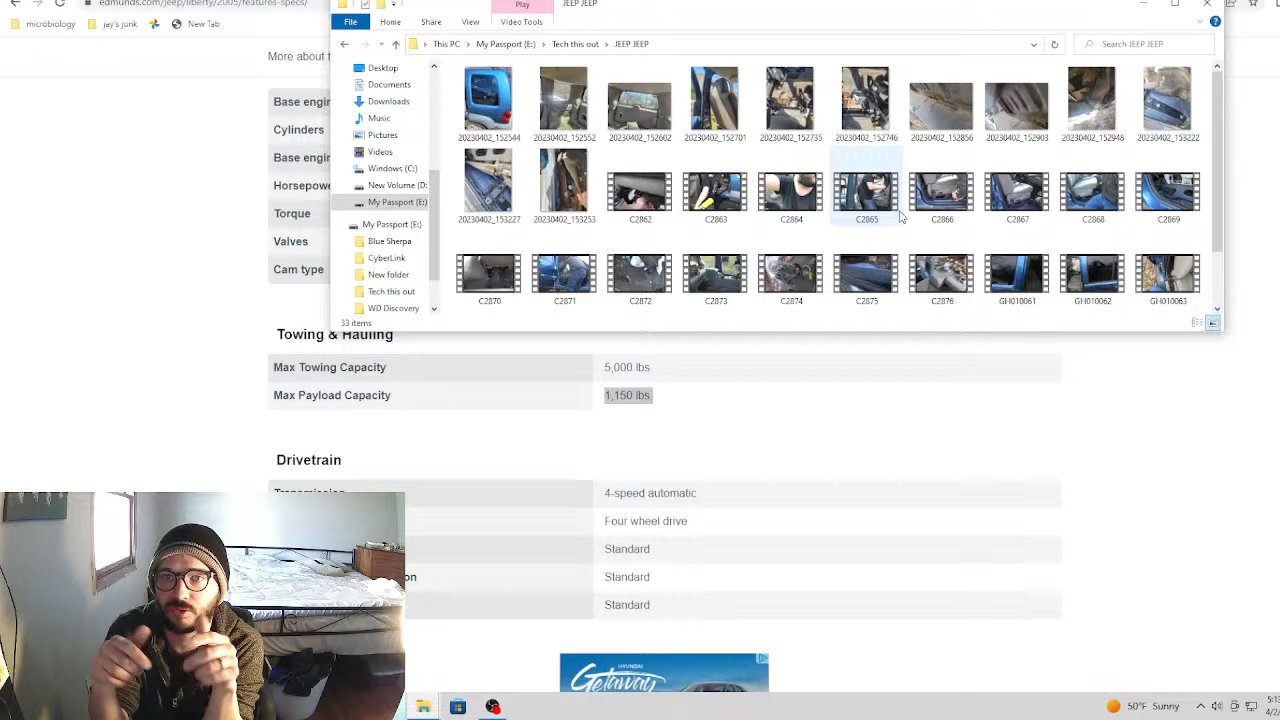 edmunds.com/jeep/liberty/2005/features-specs/
microbiology
jay's junk
New Tab
Play
JEEP JEEP
File
Home
Share
View
Video Tools
This PC
My Passport (E:)
Tech this out
JEEP JEEP
Search JEEP JEEP
Desktop
Documents
Downloads
Music
Pictures
Videos
Windows (C:)
New Volume (D:
My Passport (E:)
My Passport (E:)
Blue Sherpa
CyberLink
New folder
Tech this out
WD Discovery
20230402_152544
20230402_152552
20230402_152602
20230402_152701
20230402_152735
20230402_152746
20230402_152856
20230402_152903
20230402_152948
20230402_153222
20230402_153227
20230402_153253
C2862
C2863
C2864
C2865
C2866
C2867
C2868
C2869
C2870
C2871
C2872
C2873
C2874
C2875
C2876
GH010061
GH010062
GH010063
33 items
More about t
Base engin
Cylinders
Base engin
Horsepowe
Torque
Valves
Cam type
Towing & Hauling
Max Towing Capacity
5,000 lbs.
Max Payload Capacity
1,150 lbs.
Drivetrain
Transmission
4-speed automatic
Four wheel drive
Standard
on
Standard
Standard
HYUNDAI
Getaway
50°F Sunny